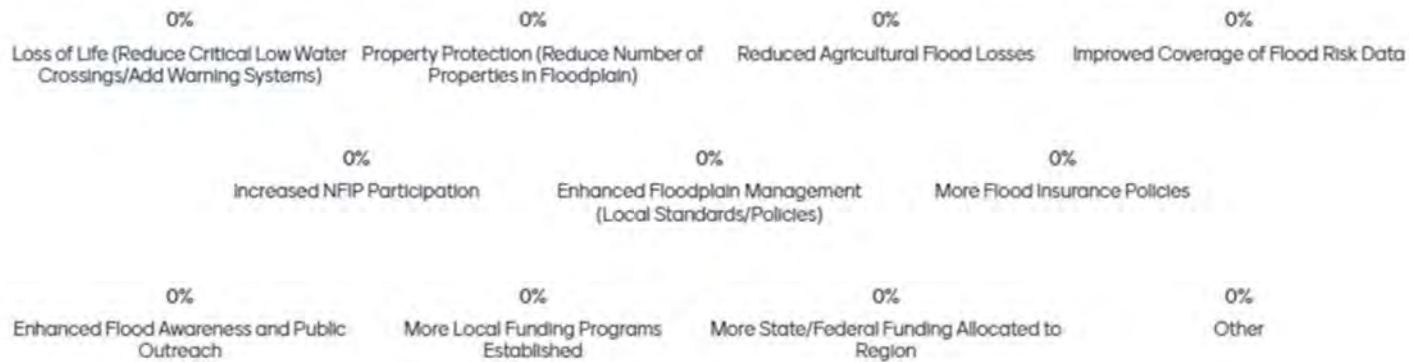 0% 0% 0% 0%
Loss of Life (Reduce Critical Low Water Property Protection (Reduce Number of Reduced Agricultural Flood Losses Improved Coverage of Flood Risk Data
Crossings/Add Warning Systems) Properties in Floodplain)
0% 0% 0%
Increased NFIP Participation Enhanced Floodplain Management More Flood Insurance Policies
(Local Standards/Policies)
0% 0% 0% 0%
Enhanced Flood Awareness and Public More Local Funding Programs More State/Federal Funding Allocated to Other
Outreach Established Region